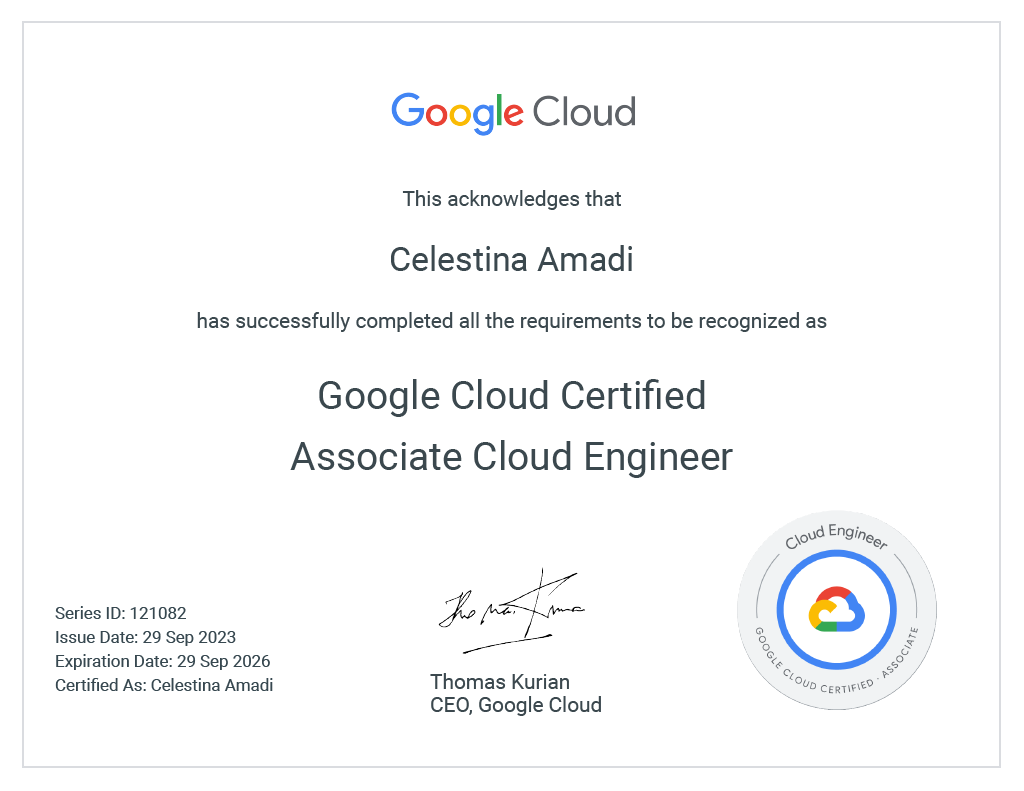 Google Cloud
This acknowledges that
Celestina Amadi
has successfully completed all the requirements to be recognized as
Google Cloud Certified
Associate Cloud Engineer
Series ID: 121082
Issue Date: 29 Sep 2023
Expiration Date: 29 Sep 2026
Certified As: Celestina Amadi
Thomas Kurian
CEO, Google Cloud
Cloud Engineer
GOOGLE CLOUD CERTIFIED · ASSOCIATE